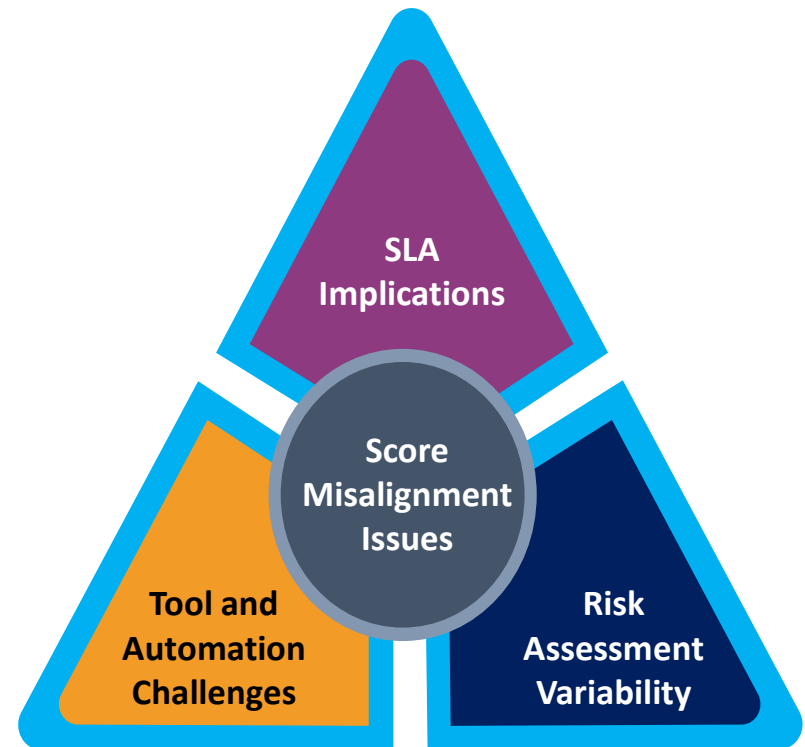 SLA
Implications
Score
Misalignment
Issues
Tool and
Automation
Challenges
Risk
Assessment
Variability